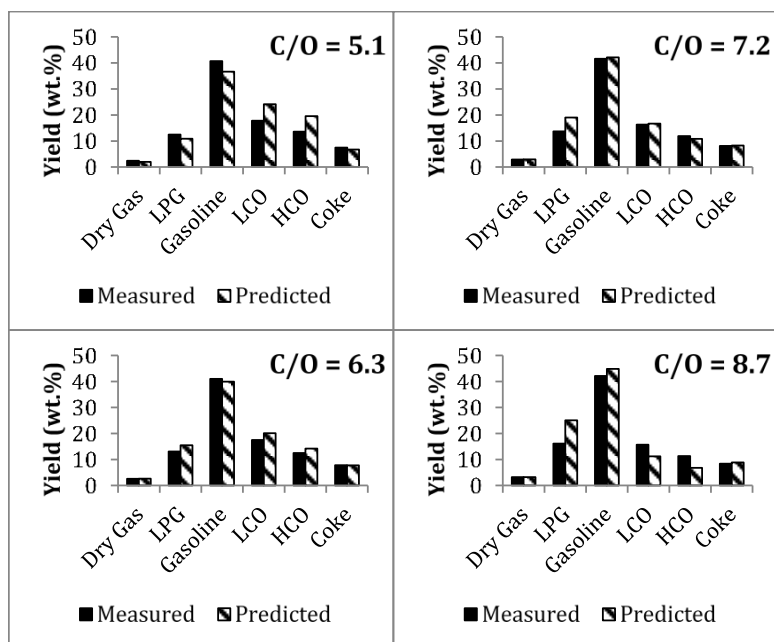 C/O = 5.1
Yield (wt.%)
50
40
30
20
10
0
Dry Gas
LPG
Gasoline
LCO
HCO
Coke
Measured Predicted
C/O = 7.2
Yield (wt.%)
50
40
30
20
10
0
Dry Gas
LPG
Gasoline
LCO
HCO
Coke
Measured Predicted
C/O = 6.3
Yield (wt.%)
50
40
30
20
10
0
Dry Gas
LPG
Gasoline
LCO
HCO
Coke
Measured Predicted
C/O = 8.7
Yield (wt.%)
50
40
30
20
10
0
Dry Gas
LPG
Gasoline
LCO
HCO
Coke
Measured Predicted